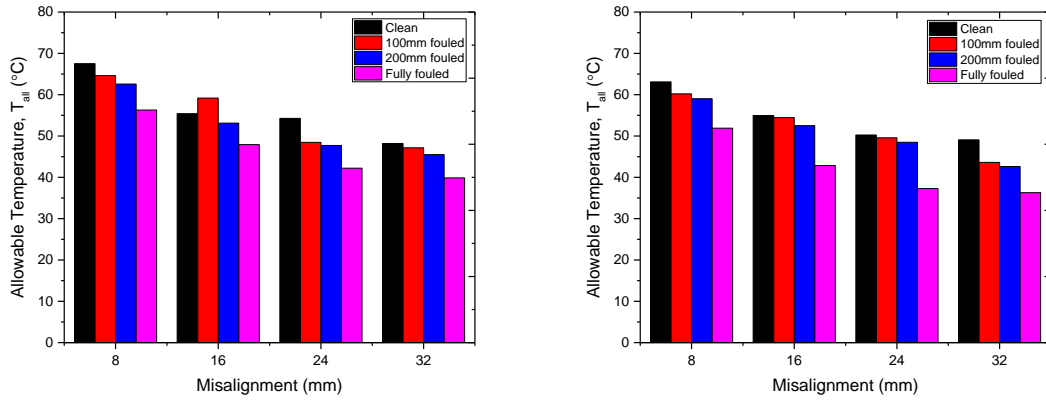 80
70
60
50
40
30
20
10
0
Allowable Temperature, T_all (°C)
Clean
100mm fouled
200mm fouled
Fully fouled
8 16 24 32
Misalignment (mm)
80
70
60
50
40
30
20
10
0
Allowable Temperature, T_all (°C)
Clean
100mm fouled
200mm fouled
Fully fouled
8 16 24 32
Misalignment (mm)